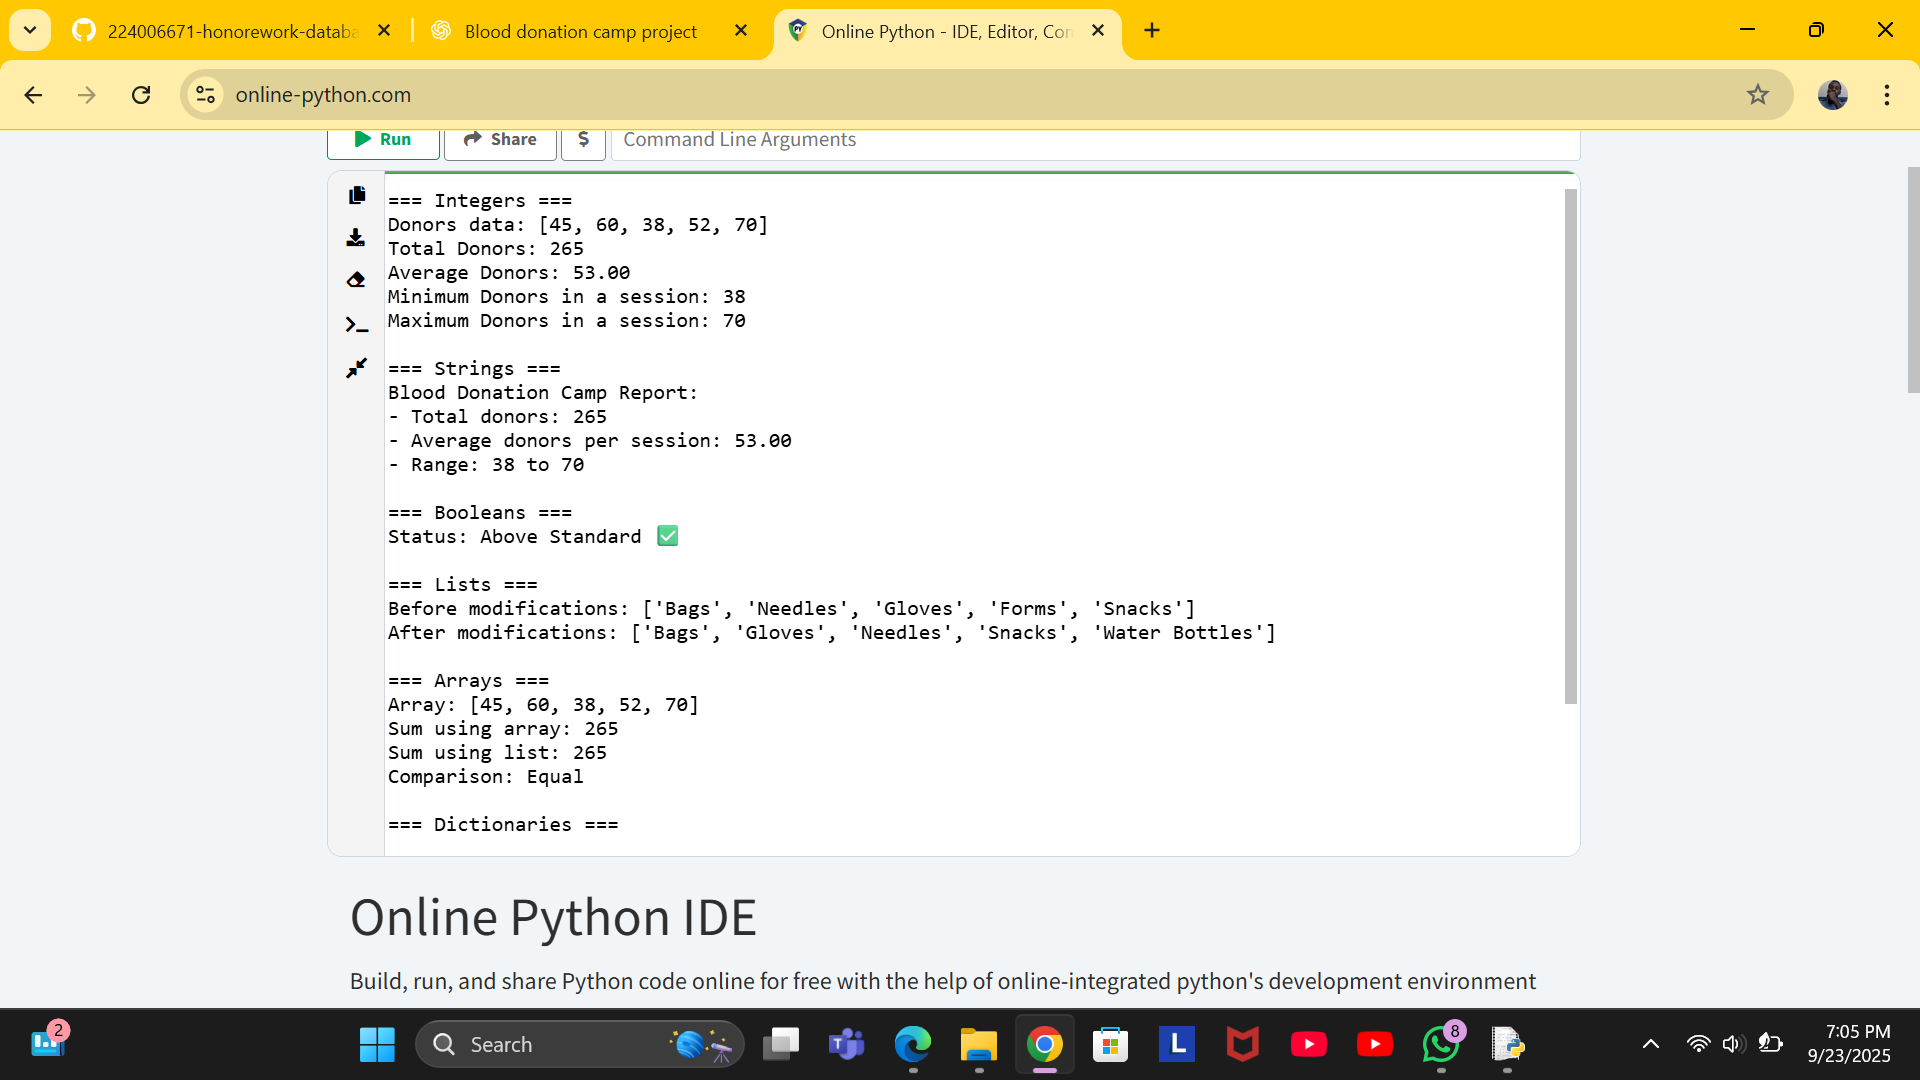 224006671-honorework-databa
Blood donation camp project
Online Python - IDE, Editor, Con
online-python.com
Run
Share
$
Command Line Arguments
=== Integers ===
Donors data: [45, 60, 38, 52, 70]
Total Donors: 265
Average Donors: 53.00
Minimum Donors in a session: 38
Maximum Donors in a session: 70
=== Strings ===
Blood Donation Camp Report:
- Total donors: 265
- Average donors per session: 53.00
- Range: 38 to 70
=== Booleans ===
Status: Above Standard ✅
=== Lists ===
Before modifications: ['Bags', 'Needles', 'Gloves', 'Forms', 'Snacks']
After modifications: ['Bags', 'Gloves', 'Needles', 'Snacks', 'Water Bottles']
=== Arrays ===
Array: [45, 60, 38, 52, 70]
Sum using array: 265
Sum using list: 265
Comparison: Equal
=== Dictionaries ===
Online Python IDE
Build, run, and share Python code online for free with the help of online-integrated python's development environment
2
Search
T
L
8
7:05 PM
9/23/2025